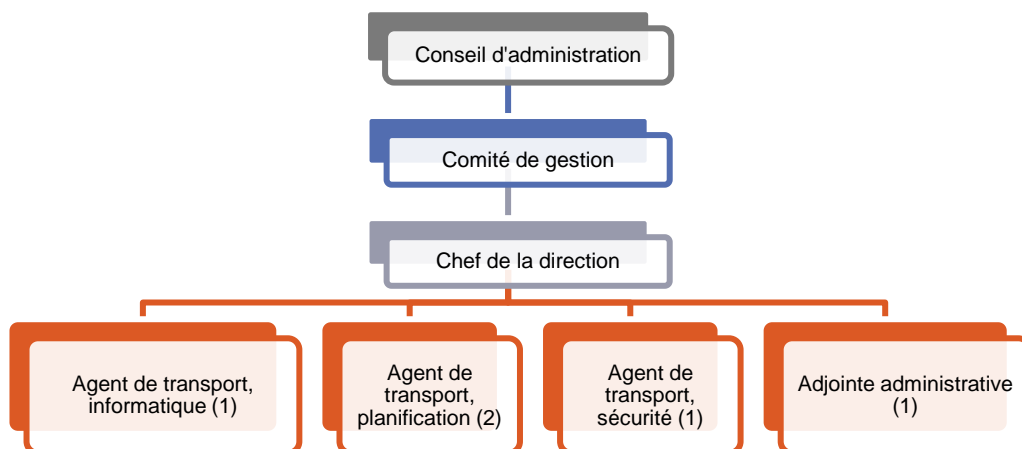 Conseil d'administration
Comité de gestion
Chef de la direction
Agent de transport,
informatique (1)
Agent de
transport,
planification (2)
Agent de
transport,
sécurité (1)
Adjointe administrative
(1)